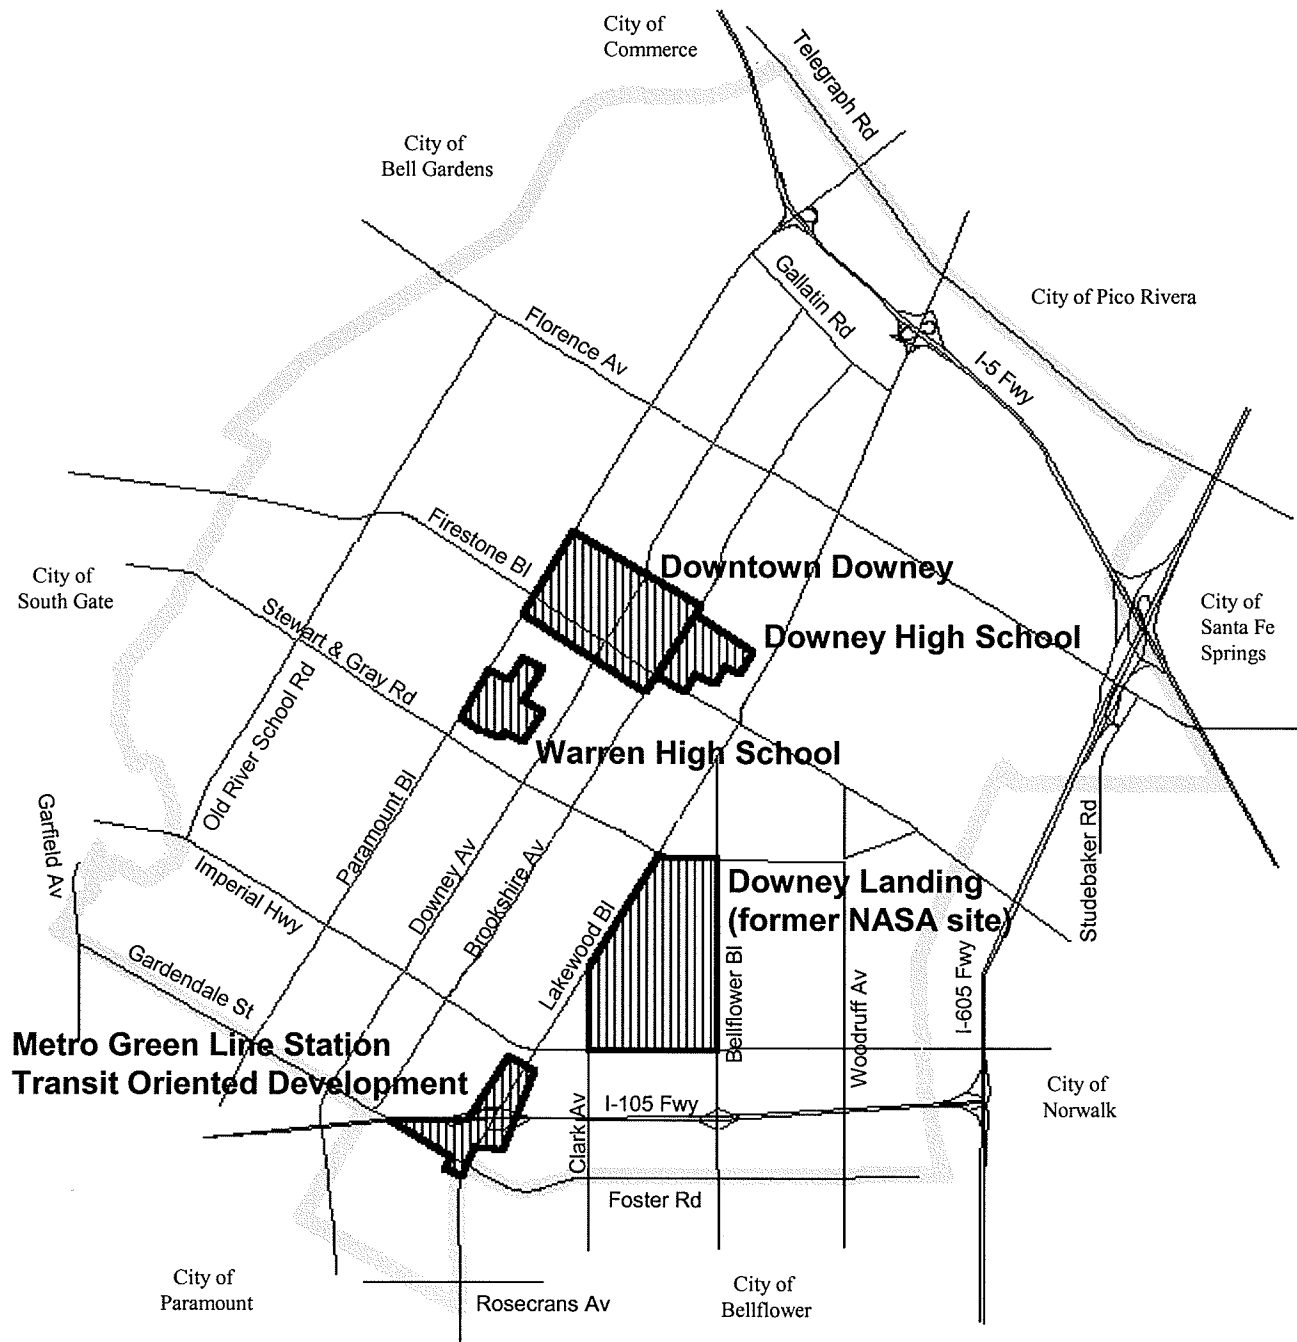 City of
Commerce
Telegraph Rd
City of
Bell Gardens
Gallatin Rd
City of Pico Rivera
Florence Av
I-5 Fwy
Firestone Bl
Downtown Downey
City of
South Gate
Stewart & Gray Rd
Downey High School
City of
Santa Fe
Springs
Old River School Rd
Warren High School
Garfield Av
Paramount Bl
Imperial Hwy
Downey Av
Brookshire Av
Lakewood Bl
Downey Landing
(former NASA site)
Studebaker Rd
Gardendale St
Bellflower Bl
Woodruff Av
I-605 Fwy
Metro Green Line Station
Transit Oriented Development
City of
Norwalk
I-105 Fwy
Clark Av
Foster Rd
City of
Paramount
Rosecrans Av
City of
Bellflower